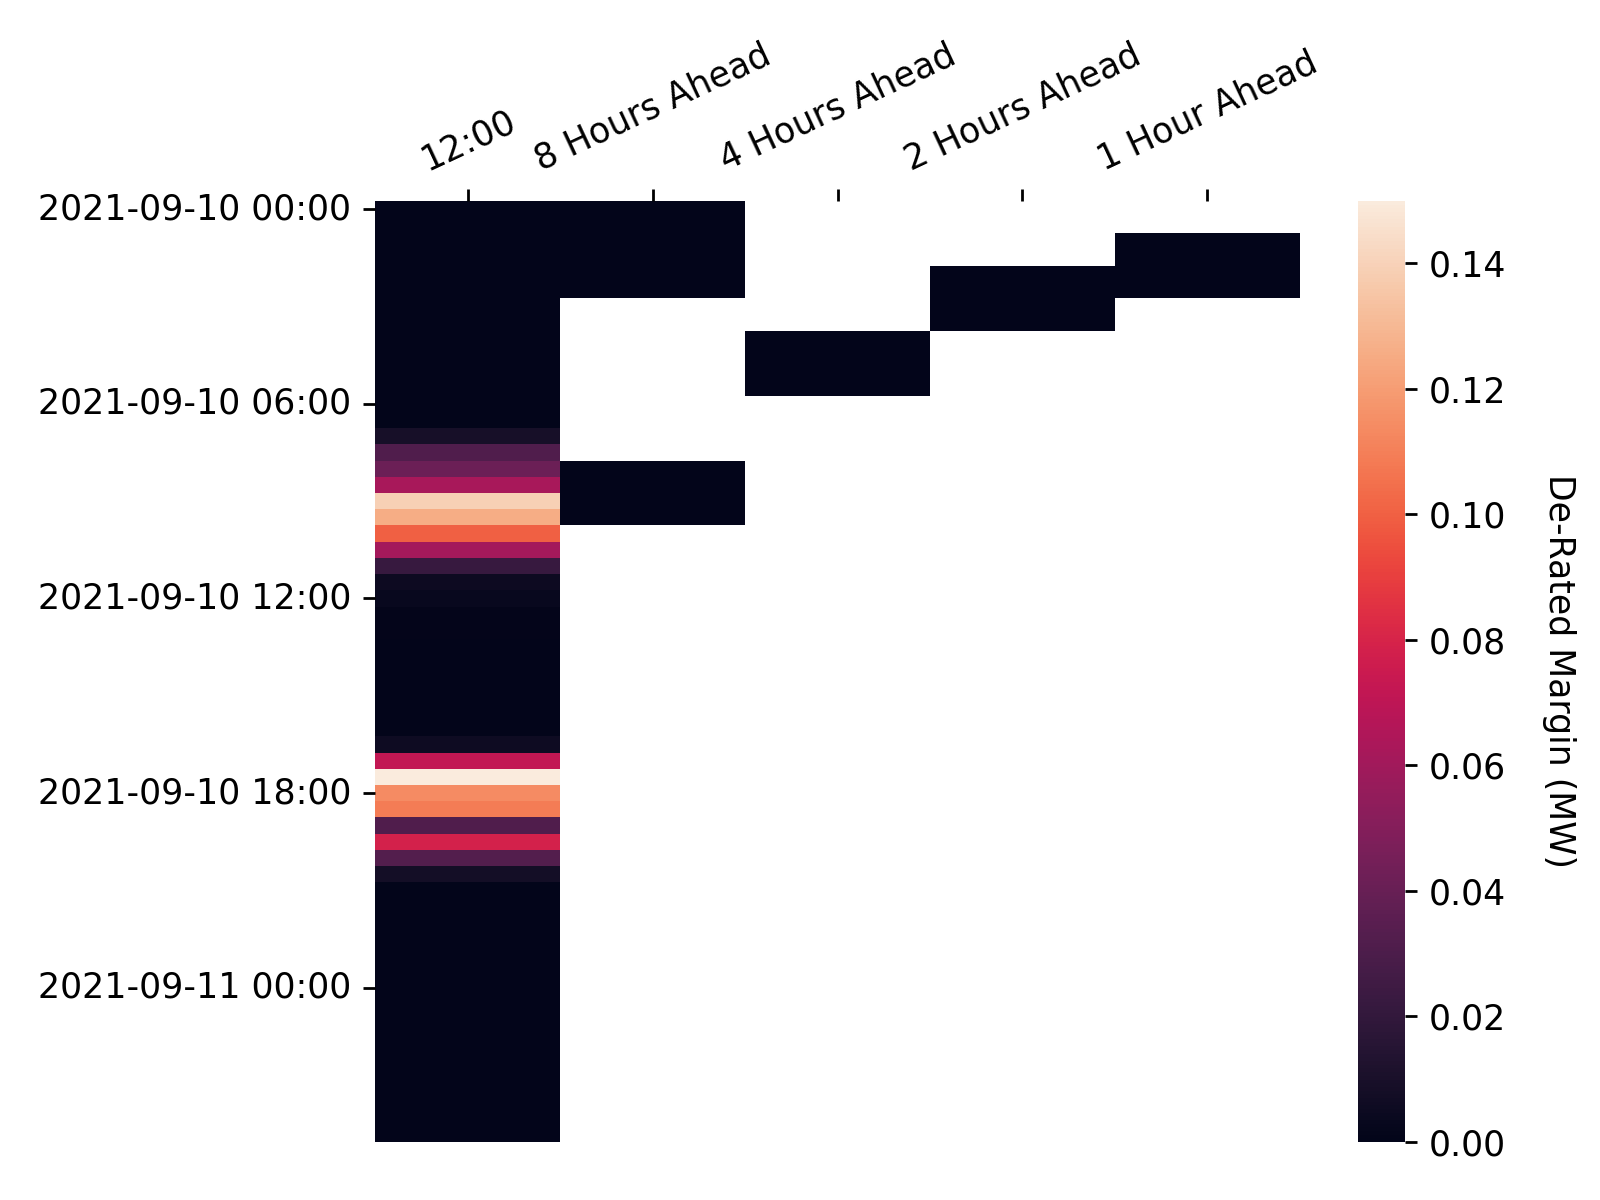 12:00
8 Hours Ahead
4 Hours Ahead
2 Hours Ahead
1 Hour Ahead
2021-09-10 00:00
2021-09-10 06:00
2021-09-10 12:00
2021-09-10 18:00
2021-09-11 00:00
0.14
0.12
0.10
0.08
0.06
0.04
0.02
0.00
De-Rated Margin (MW)